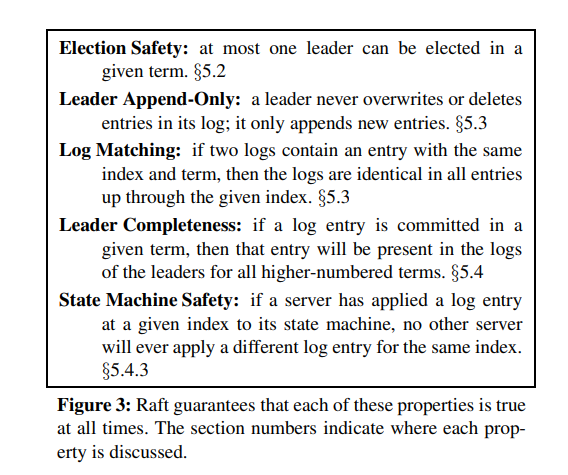 Election Safety: at most one leader can be elected in a
given term. §5.2
Leader Append-Only: a leader never overwrites or deletes
entries in its log; it only appends new entries. §5.3
Log Matching: if two logs contain an entry with the same
index and term, then the logs are identical in all entries
up through the given index. §5.3
Leader Completeness: if a log entry is committed in a
given term, then that entry will be present in the logs
of the leaders for all higher-numbered terms. §5.4
State Machine Safety: if a server has applied a log entry
at a given index to its state machine, no other server
will ever apply a different log entry for the same index.
§5.4.3
Figure 3: Raft guarantees that each of these properties is true
at all times. The section numbers indicate where each prop-
erty is discussed.